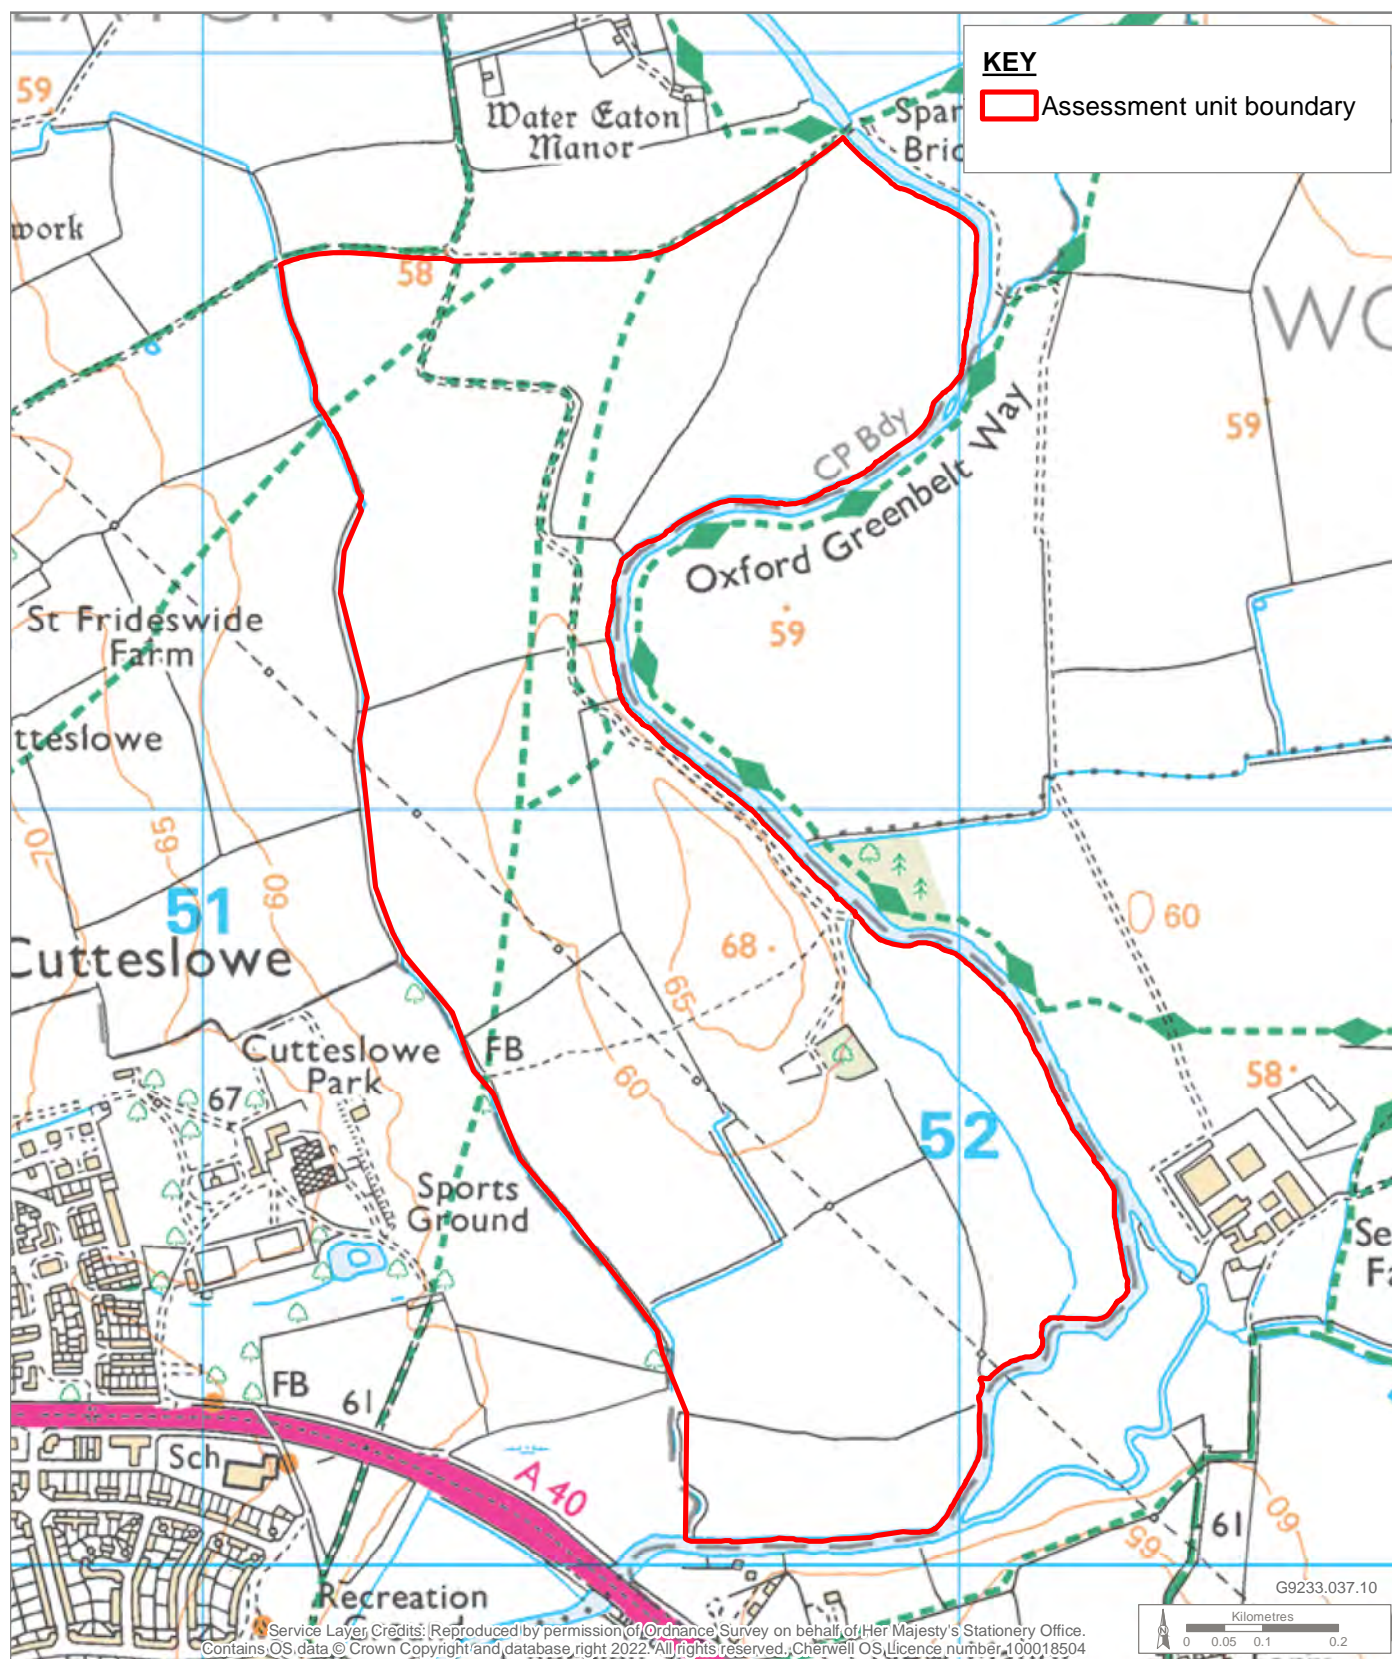 KEY
Assessment unit boundary
59
Water Eaton
Manor
work
58
WO
CP Bdy
Oxford Greenbelt Way
59
59
St Frideswide
Farm
tteslowe
70
65
60
51
Cutteslowe
68
65
60
60
Cutteslowe
Park
FB
67
58
52
Sports
Ground
FB
61
Sch
A 40
61
60
65
Recreation
G9233.037.10
Kilometres
0 0.05 0.1 0.2
N
Service Layer Credits: Reproduced by permission of Ordnance Survey on behalf of Her Majesty's Stationery Office.
Contains OS data © Crown Copyright and database right 2022. All rights reserved. Cherwell OS Licence number 100018504